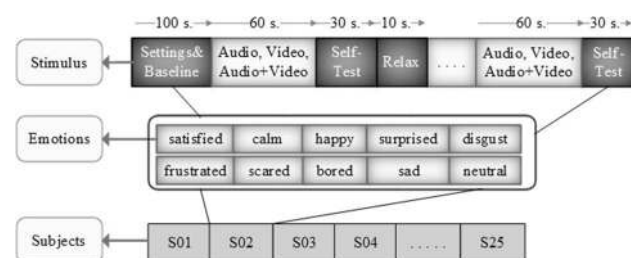 100 s. 60 s. 30 s. 10 s. 60 s. 30 s.
Stimulus
Settings&
Baseline
Audio, Video,
Audio+Video
Self-
Test
Relax
....
Audio, Video,
Audio+Video
Self-
Test
Emotions
satisfied calm happy surprised disgust
frustrated scared bored sad neutral
Subjects
S01 S02 S03 S04 ..... S25